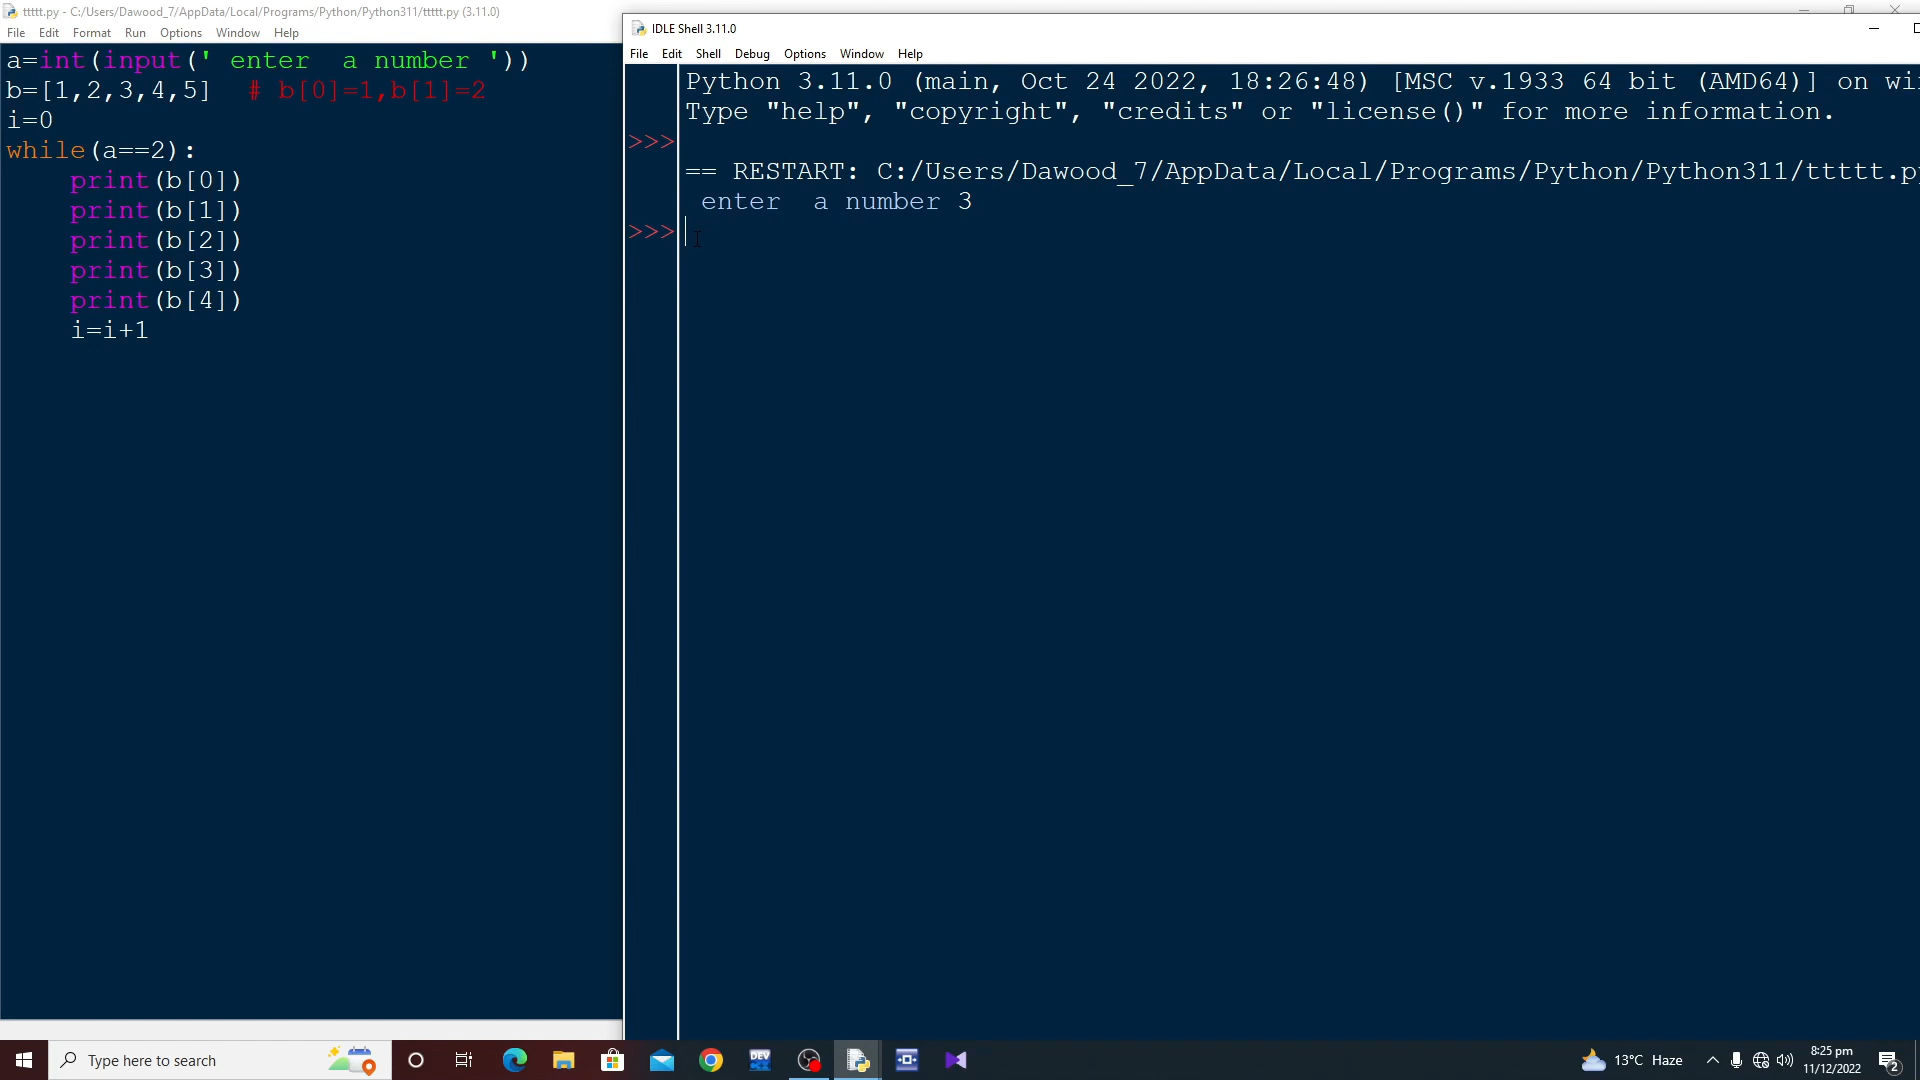 ttttt.py - C:/Users/Dawood_7/AppData/Local/Programs/Python/Python311/ttttt.py (3.11.0)
File Edit Format Run Options Window Help
a=int(input(' enter  a number '))
b=[1,2,3,4,5]  # b[0]=1,b[1]=2
i=0
while(a==2):
    print(b[0])
    print(b[1])
    print(b[2])
    print(b[3])
    print(b[4])
    i=i+1
IDLE Shell 3.11.0
File Edit Shell Debug Options Window Help
Python 3.11.0 (main, Oct 24 2022, 18:26:48) [MSC v.1933 64 bit (AMD64)] on wi
Type "help", "copyright", "credits" or "license()" for more information.
>>>
== RESTART: C:/Users/Dawood_7/AppData/Local/Programs/Python/Python311/ttttt.p
 enter  a number 3
>>>
Type here to search
DEV
13°C Haze
8:25 pm
11/12/2022
2